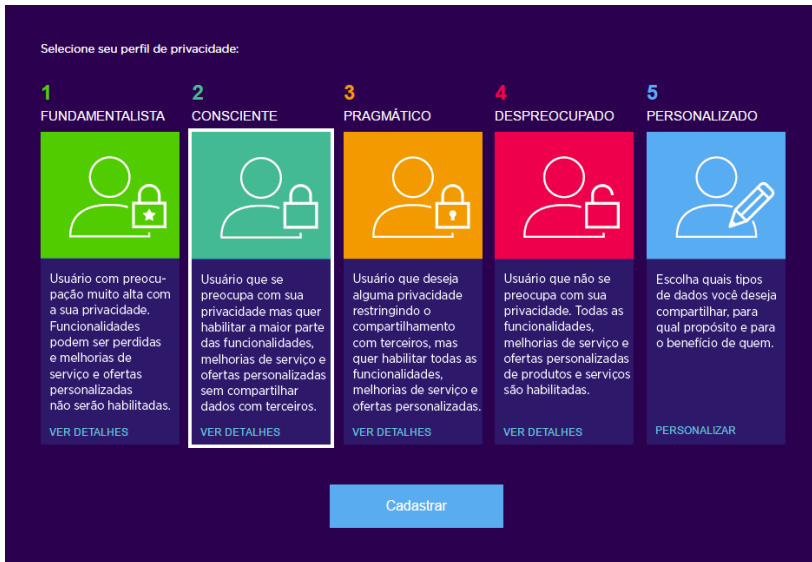 Selecione seu perfil de privacidade:
1
FUNDAMENTALISTA
Usuário com preocu-
pação muito alta com
a sua privacidade.
Funcionalidades
podem ser perdidas
e melhorias de
serviço e ofertas
personalizadas
não serão habilitadas.
VER DETALHES
2
CONSCIENTE
Usuário que se
preocupa com sua
privacidade mas quer
habilitar a maior parte
das funcionalidades,
melhorias de serviço e
ofertas personalizadas
sem compartilhar
dados com terceiros.
VER DETALHES
3
PRAGMÁTICO
Usuário que deseja
alguma privacidade
restringindo o
compartilhamento
com terceiros, mas
quer habilitar todas as
funcionalidades,
melhorias de serviço e
ofertas personalizadas.
VER DETALHES
4
DESPREOCUPADO
Usuário que não se
preocupa com sua
privacidade. Todas as
funcionalidades,
melhorias de serviço e
ofertas personalizadas
de produtos e serviços
são habilitadas.
VER DETALHES
5
PERSONALIZADO
Escolha quais tipos
de dados você deseja
compartilhar, para
qual propósito e para
o benefício de quem.
PERSONALIZAR
Cadastrar